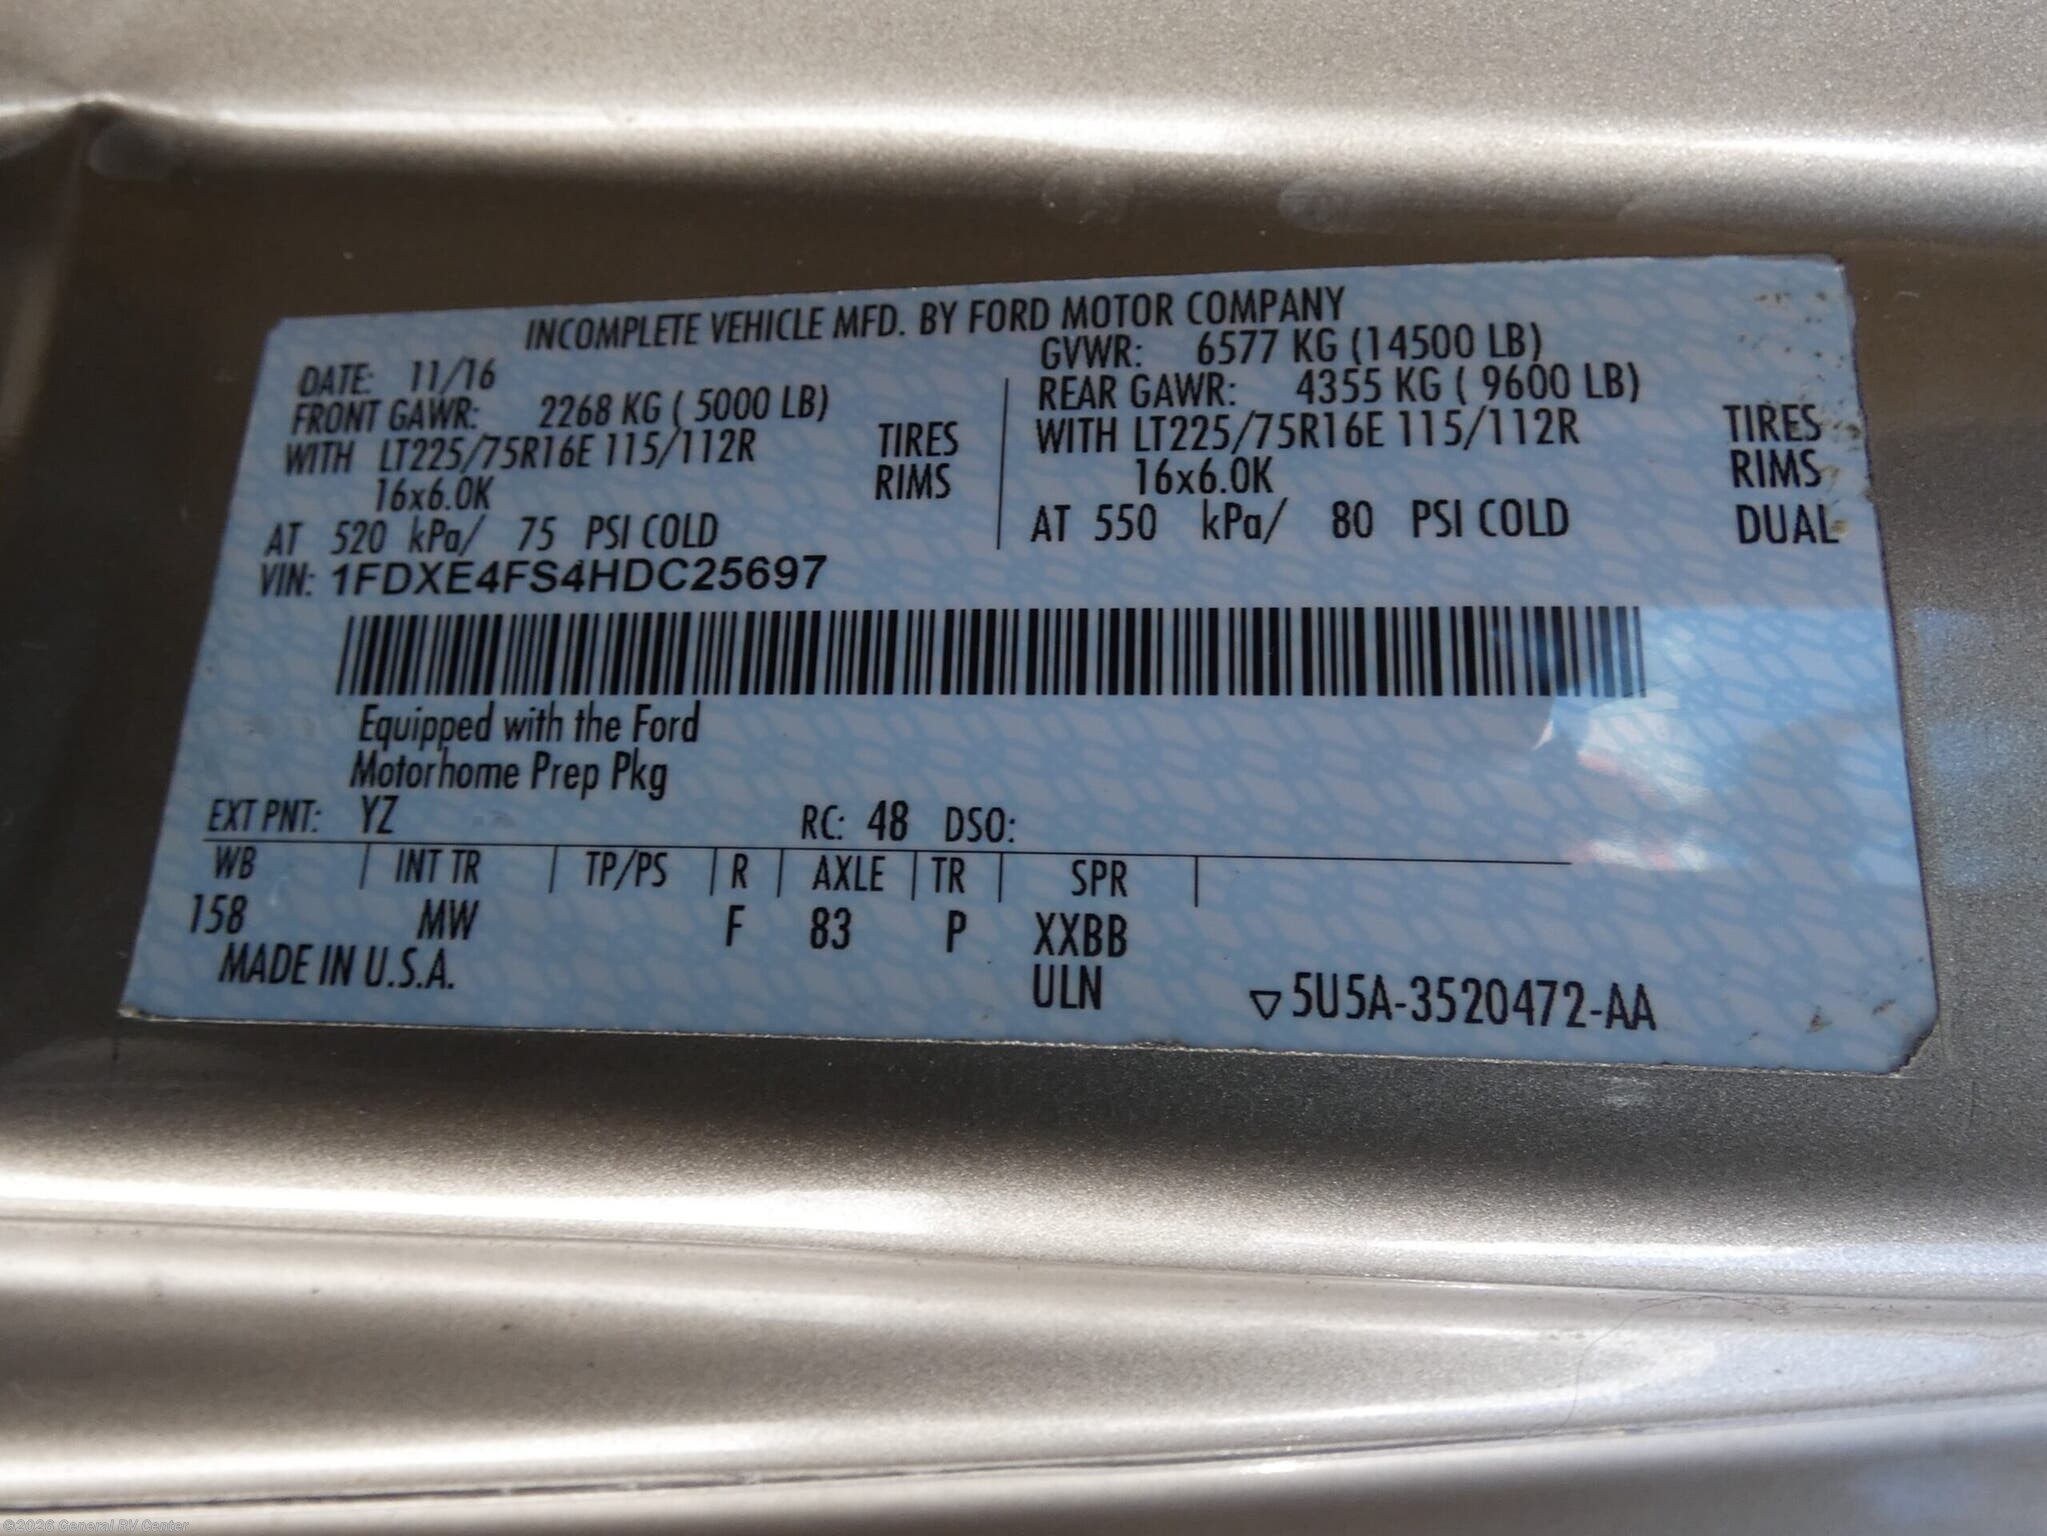 INCOMPLETE VEHICLE MFD. BY FORD MOTOR COMPANY
DATE: 11/16 GVWR: 6577 KG (14500 LB)
FRONT GAWR: 2268 KG ( 5000 LB) REAR GAWR: 4355 KG ( 9600 LB)
WITH LT225/75R16E 115/112R TIRES WITH LT225/75R16E 115/112R TIRES
16x6.0K RIMS 16x6.0K RIMS
AT 520 kPa/ 75 PSI COLD AT 550 kPa/ 80 PSI COLD DUAL
VIN: 1FDXE4FS4HDC25697
Equipped with the Ford
Motorhome Prep Pkg
EXT PNT: YZ RC: 48 DSO:
WB INT TR TP/PS R AXLE TR SPR
158 MW F 83 P XXBB
MADE IN U.S.A. ULN ▽5U5A-3520472-AA
©2026 General RV Center